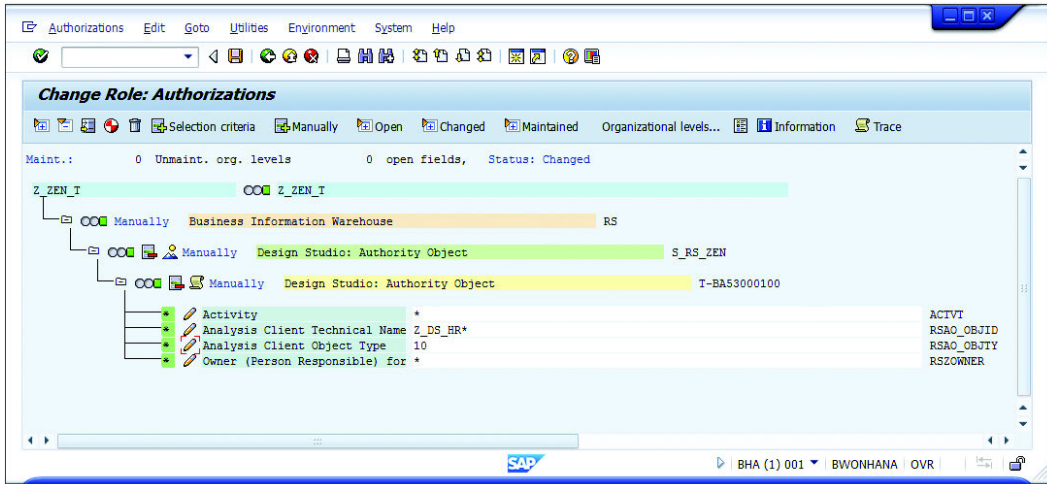 Authorizations Edit Goto Utilities Environment System Help
Change Role: Authorizations
Selection criteria Manually Open Changed Maintained Organizational levels... Information Trace
Maint.: 0 Unmaint. org. levels 0 open fields, Status: Changed
Z_ZEN_T Z_ZEN_T
Manually Business Information Warehouse RS
Manually Design Studio: Authority Object S_RS_ZEN
Manually Design Studio: Authority Object T-BA53000100
* Activity * ACTVT
* Analysis Client Technical Name Z_DS_HR* RSAO_OBJID
* Analysis Client Object Type 10 RSAO_OBJTY
* Owner (Person Responsible) for * RSZOWNER
SAP BHA (1) 001 BWONHANA OVR